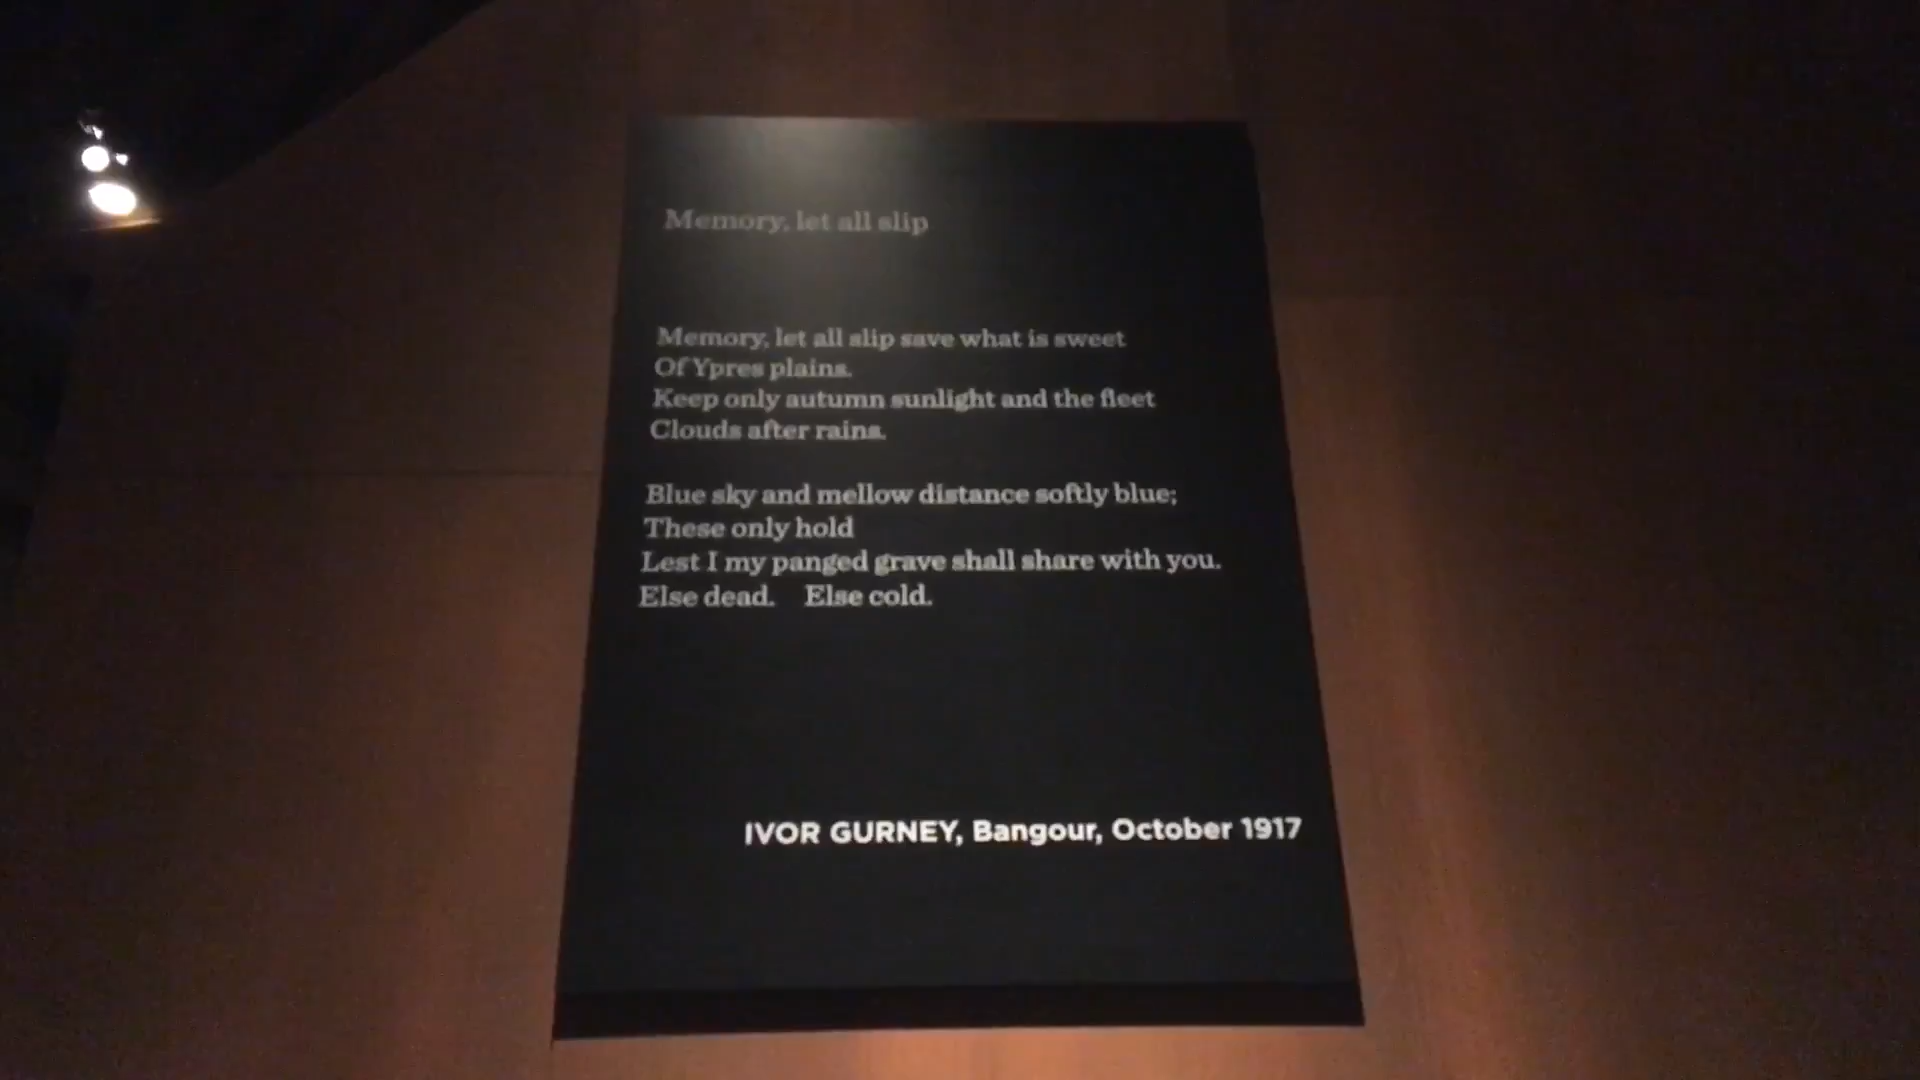 Memory, let all slip
Memory, let all slip save what is sweet
Of Ypres plains.
Keep only autumn sunlight and the fleet
Clouds after rains.
Blue sky and mellow distance softly blue;
These only hold
Lest I my panged grave shall share with you.
Else dead. Else cold.
IVOR GURNEY, Bangour, October 1917